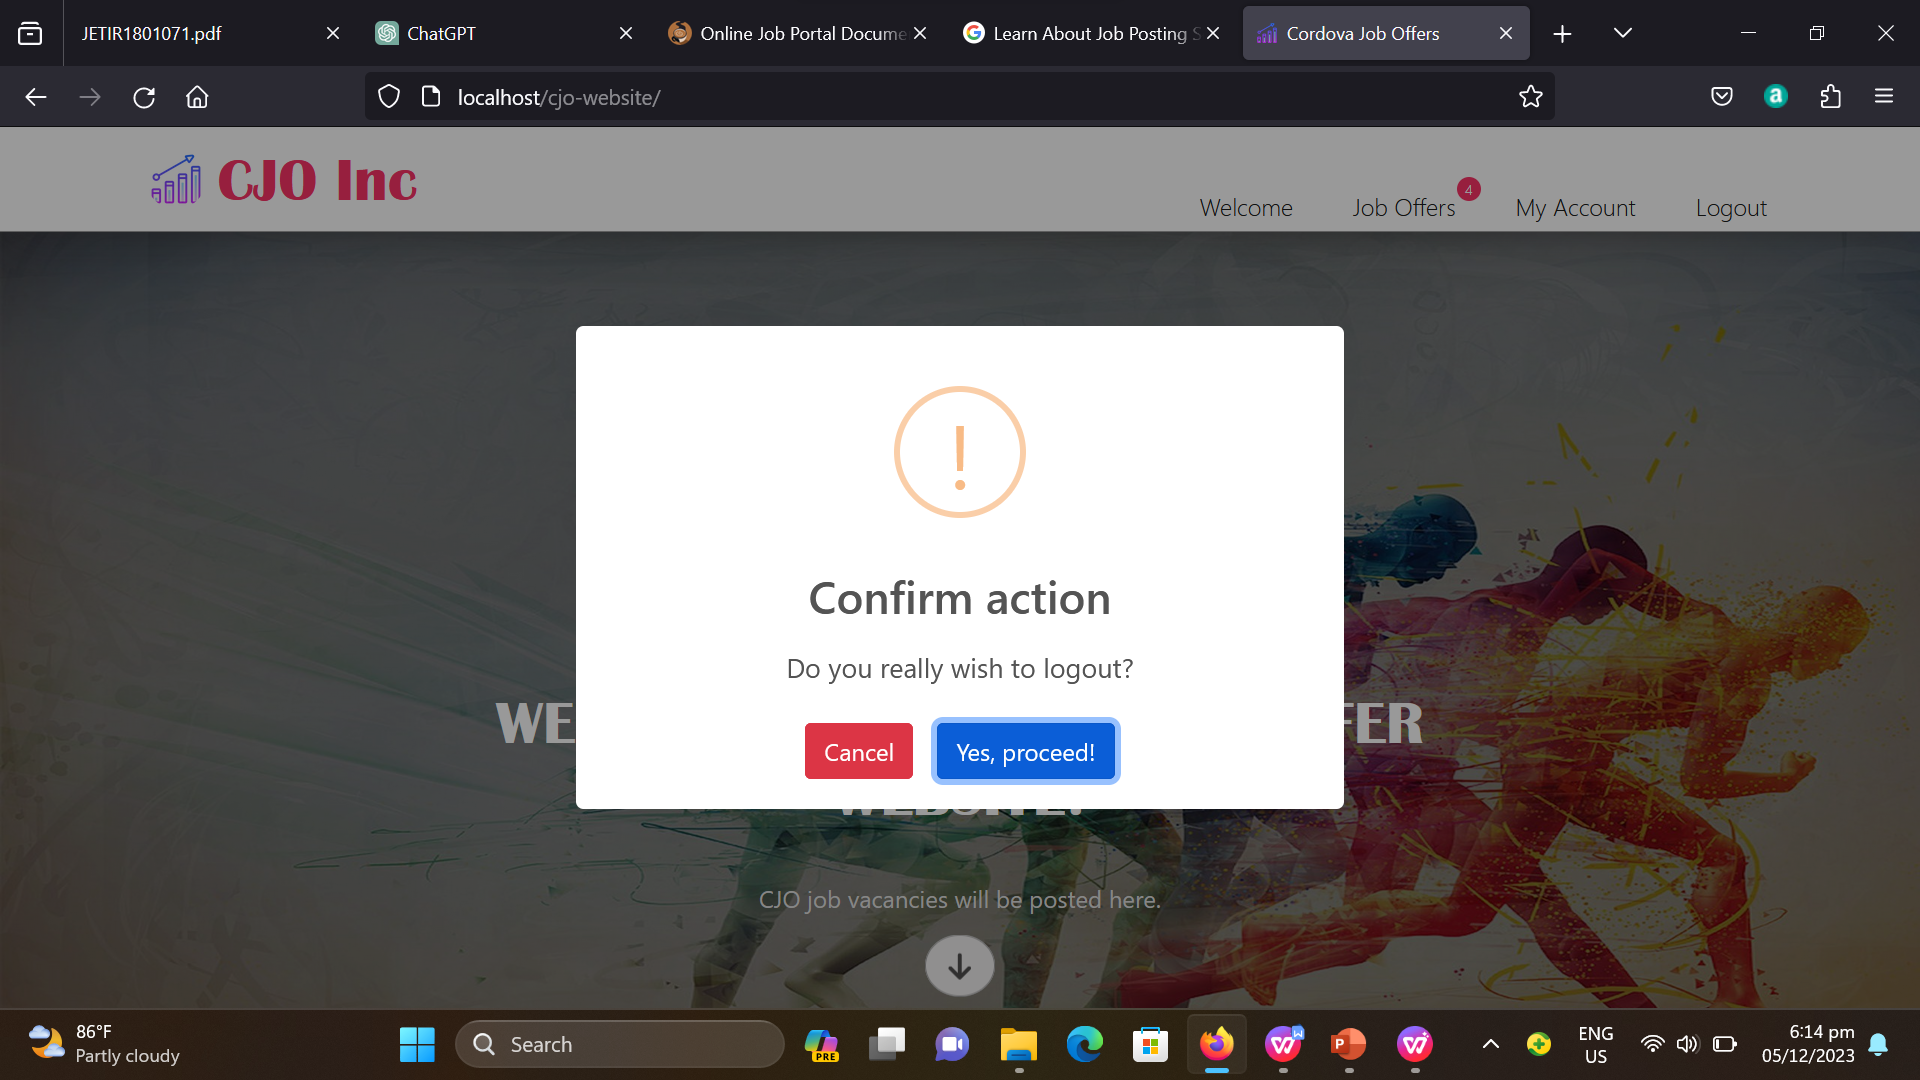 JETIR1801071.pdf
ChatGPT
Online Job Portal Docume
Learn About Job Posting S
Cordova Job Offers
localhost/cjo-website/
CJO Inc
Welcome
Job Offers
4
My Account
Logout
Confirm action
Do you really wish to logout?
WE
FER
Cancel
Yes, proceed!
WEBSITE!
CJO job vacancies will be posted here.
86°F
Partly cloudy
Search
PRE
ENG
US
6:14 pm
05/12/2023